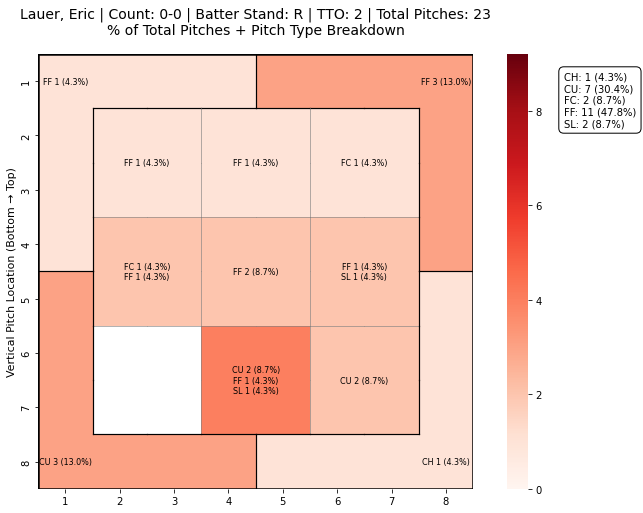 Lauer, Eric | Count: 0-0 | Batter Stand: R | TTO: 2 | Total Pitches: 23
% of Total Pitches + Pitch Type Breakdown
FF 1 (4.3%)
FF 3 (13.0%)
FF 1 (4.3%)
FF 1 (4.3%)
FC 1 (4.3%)
FC 1 (4.3%)
FF 1 (4.3%)
FF 2 (8.7%)
FF 1 (4.3%)
SL 1 (4.3%)
CU 2 (8.7%)
FF 1 (4.3%)
SL 1 (4.3%)
CU 2 (8.7%)
CU 3 (13.0%)
CH 1 (4.3%)
Vertical Pitch Location (Bottom → Top)
1
2
3
4
5
6
7
8
1 2 3 4 5 6 7 8
8
6
4
2
0
CH: 1 (4.3%)
CU: 7 (30.4%)
FC: 2 (8.7%)
FF: 11 (47.8%)
SL: 2 (8.7%)